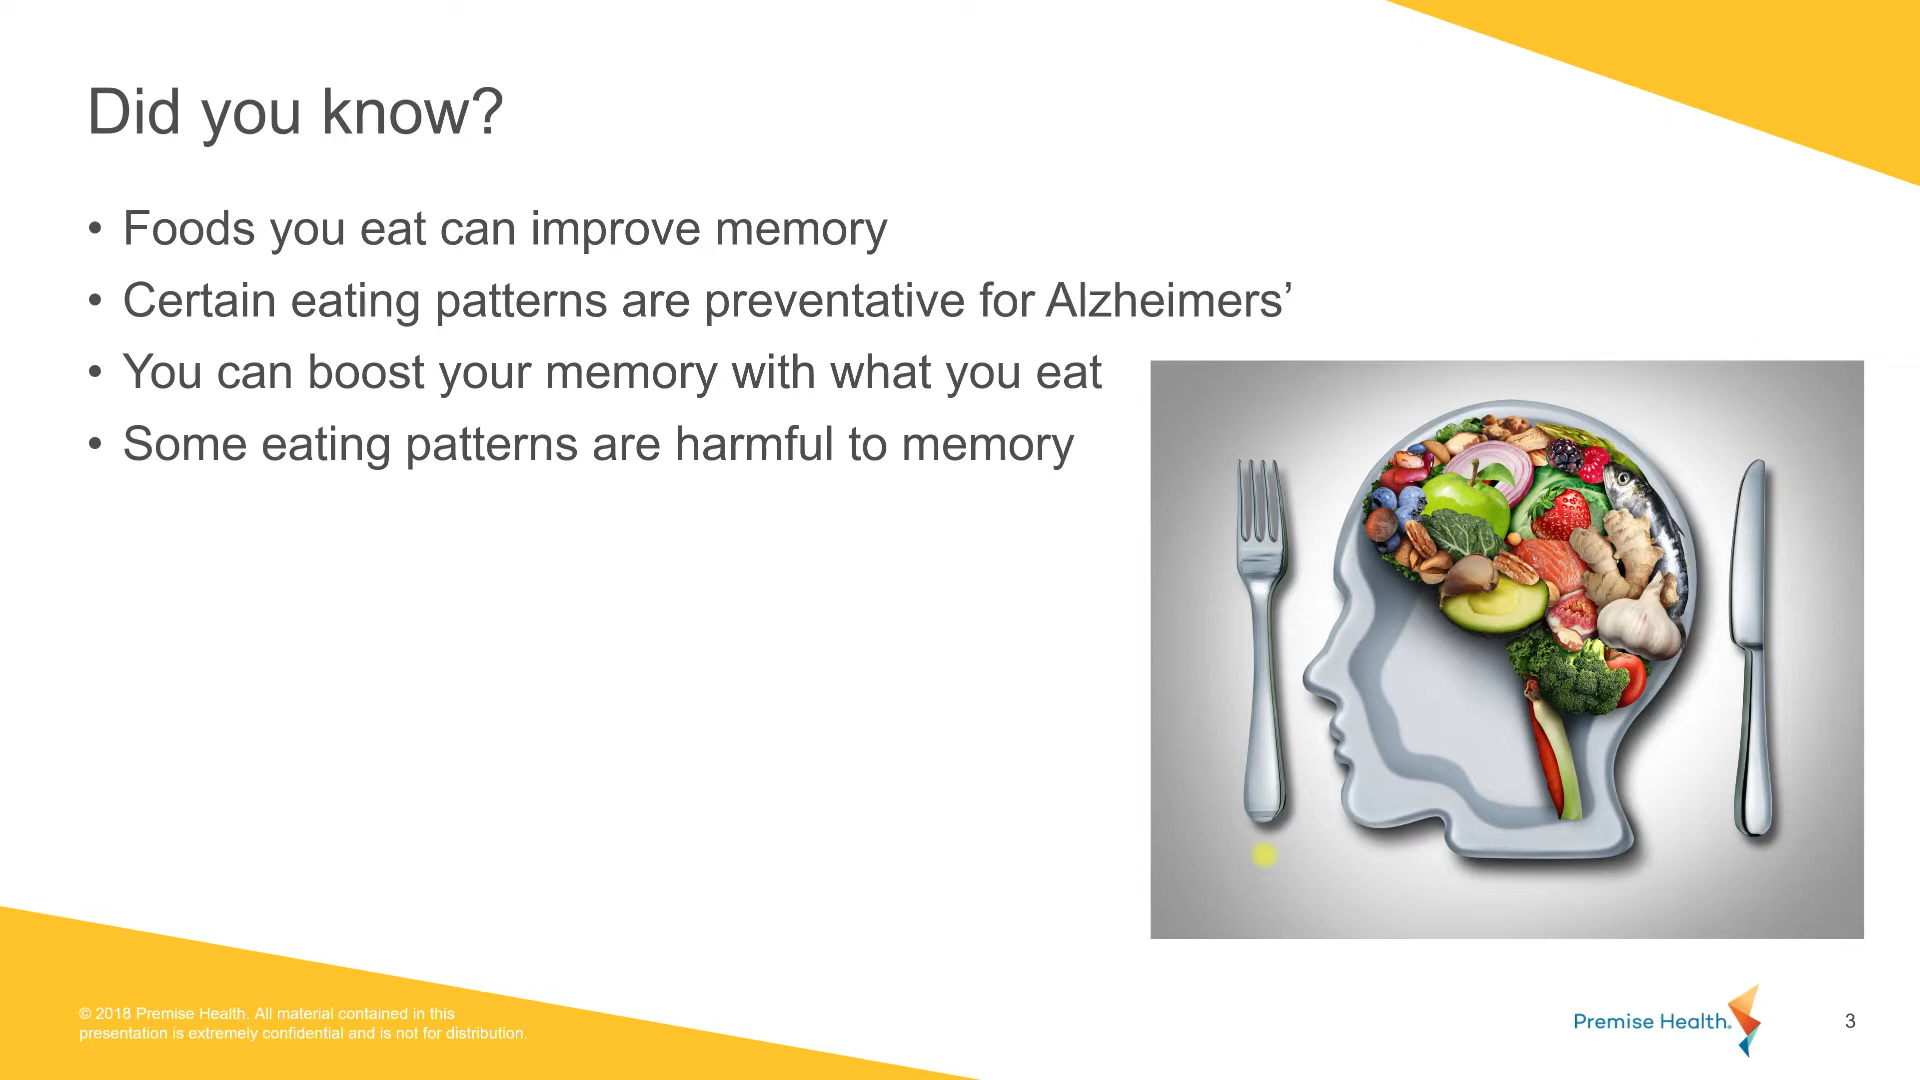 Did you know?
• Foods you eat can improve memory
• Certain eating patterns are preventative for Alzheimers’
• You can boost your memory with what you eat
• Some eating patterns are harmful to memory
© 2018 Premise Health. All material contained in this
presentation is extremely confidential and is not for distribution.
Premise Health.
3